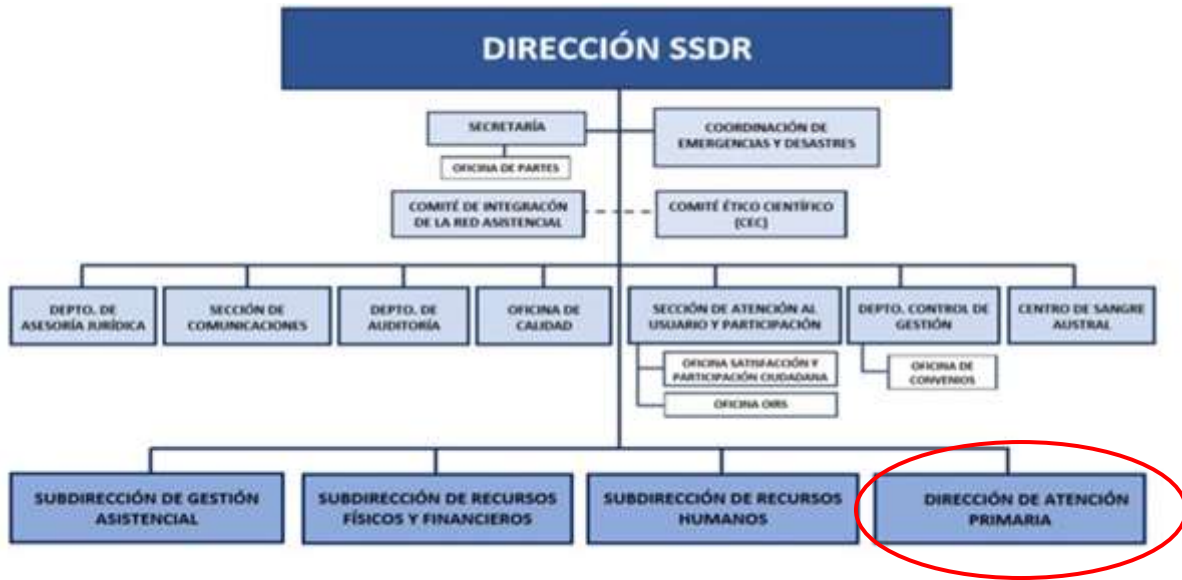 DIRECCIÓN SSDR
SECRETARÍA
OFICINA DE PARTES
COORDINACIÓN DE
EMERGENCIAS Y DESASTRES
COMITÉ DE INTEGRACÓN
DE LA RED ASISTENCIAL
COMITÉ ÉTICO CIENTÍFICO
(CEC)
DEPTO. DE
ASESORÍA JURÍDICA
SECCIÓN DE
COMUNICACIONES
DEPTO. DE
AUDITORÍA
OFICINA DE
CALIDAD
SECCIÓN DE ATENCIÓN AL
USUARIO Y PARTICIPACIÓN
OFICINA SATISFACCIÓN Y
PARTICIPACIÓN CIUDADANA
OFICINA OIRS
DEPTO. CONTROL DE
GESTIÓN
OFICINA DE
CONVENIOS
CENTRO DE SANGRE
AUSTRAL
SUBDIRECCIÓN DE GESTIÓN
ASISTENCIAL
SUBDIRECCIÓN DE RECURSOS
FÍSICOS Y FINANCIEROS
SUBDIRECCIÓN DE RECURSOS
HUMANOS
DIRECCIÓN DE ATENCIÓN
PRIMARIA